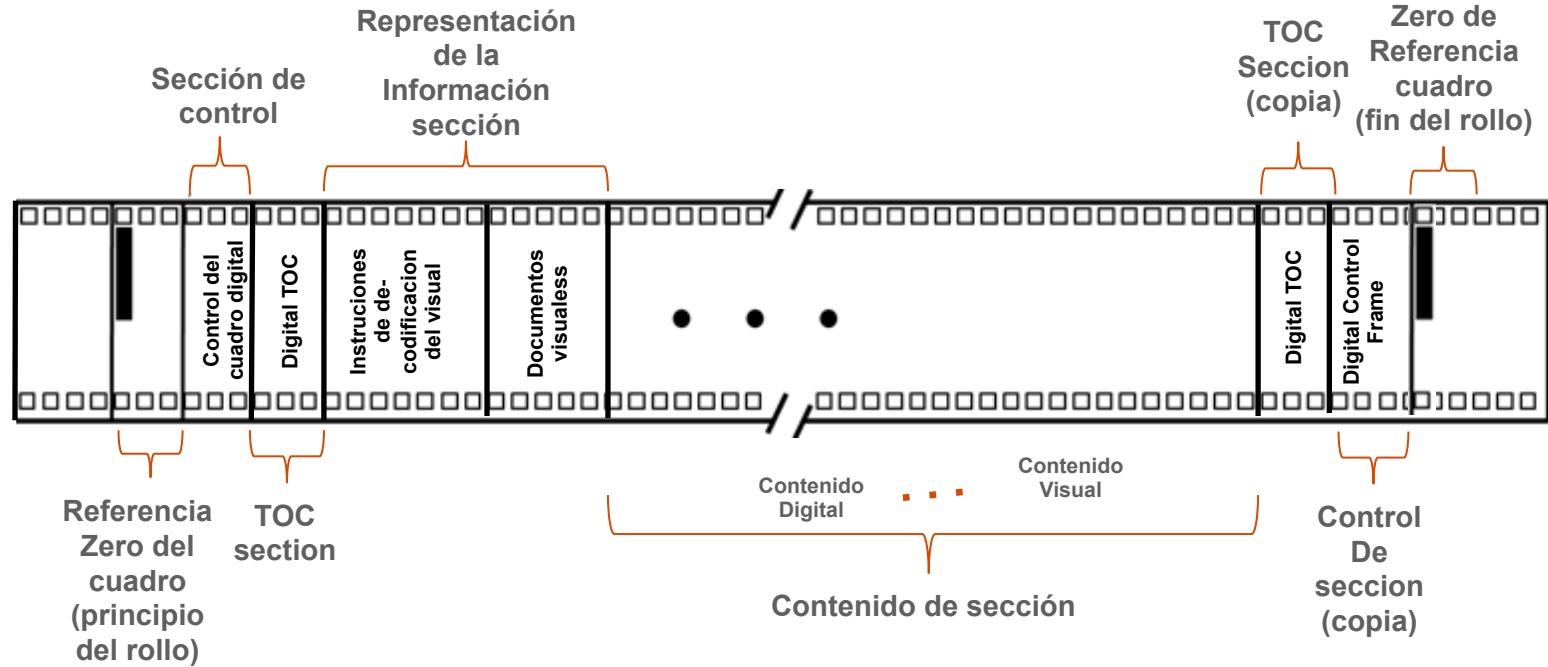 Representación
de la
Información
sección
Sección de
control
TOC
Seccion
(copia)
Zero de
Referencia
cuadro
(fin del rollo)
Control del
cuadro digital
Digital TOC
Instruciones
de de-
codificacion
del visual
Documentos
visualess
Digital TOC
Digital Control
Frame
Referencia
Zero del
cuadro
(principio
del rollo)
TOC
section
Contenido
Digital
Contenido
Visual
Contenido de sección
Control
De
seccion
(copia)